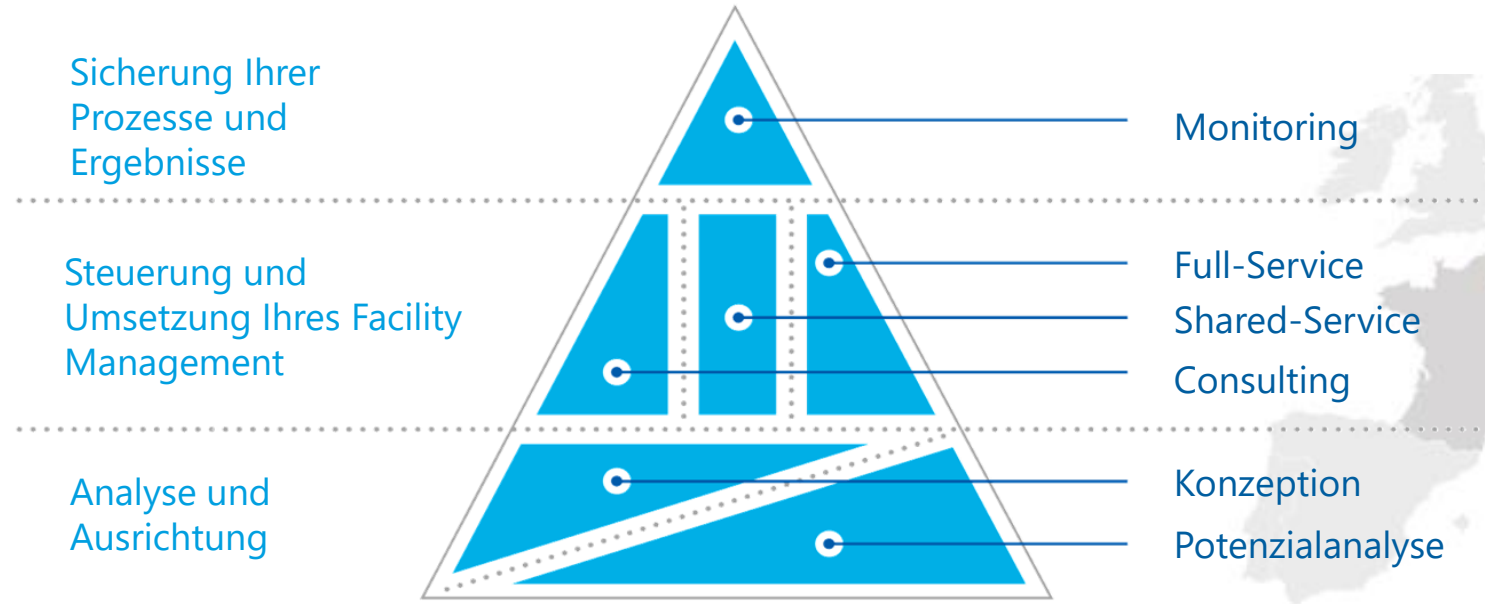 Sicherung Ihrer
Prozesse und
Ergebnisse
Monitoring
Steuerung und
Umsetzung Ihres Facility
Management
Full-Service
Shared-Service
Consulting
Analyse und
Ausrichtung
Konzeption
Potenzialanalyse